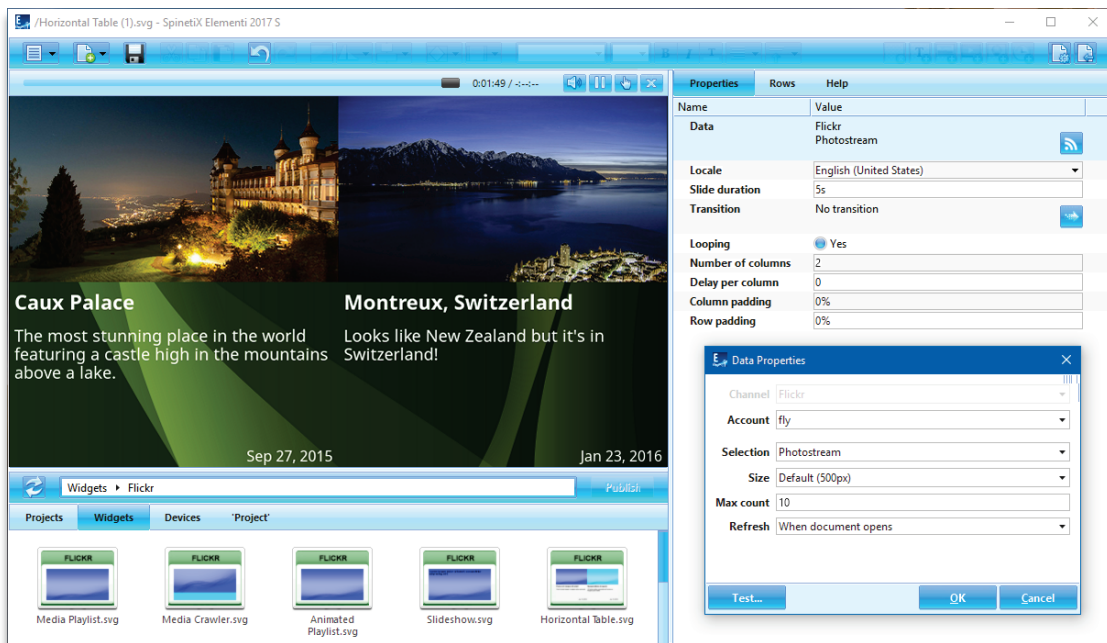 /Horizontal Table (1).svg - SpinetiX Elementi 2017 S
0:01:49 / -:--:--
Caux Palace
The most stunning place in the world
featuring a castle high in the mountains
above a lake.
Sep 27, 2015
Montreux, Switzerland
Looks like New Zealand but it's in
Switzerland!
Jan 23, 2016
Widgets Flickr
Publish
Projects Widgets Devices 'Project'
FLICKR
Media Playlist.svg
FLICKR
Media Crawler.svg
FLICKR
Animated
Playlist.svg
FLICKR
Slideshow.svg
FLICKR
Horizontal Table.svg
Properties Rows Help
Name Value
Data Flickr
Photostream
Locale English (United States)
Slide duration 5s
Transition No transition
Looping Yes
Number of columns 2
Delay per column 0
Column padding 0%
Row padding 0%
Data Properties
Channel Flickr
Account fly
Selection Photostream
Size Default (500px)
Max count 10
Refresh When document opens
Test... OK Cancel